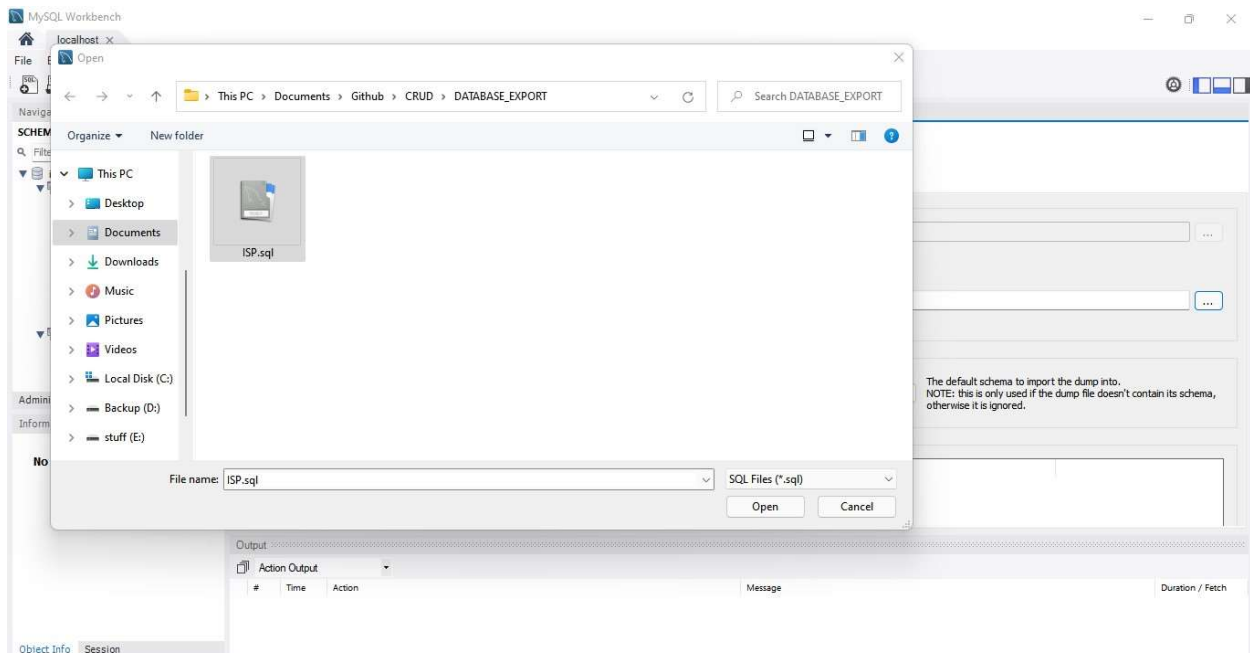 MySQL Workbench
localhost ×
File
Open
This PC > Documents > Github > CRUD > DATABASE_EXPORT
Search DATABASE_EXPORT
Naviga
SCHEM
Organize
New folder
Filte
This PC
Desktop
Documents
ISP.sql
Downloads
Music
Pictures
Videos
Local Disk (C:)
Backup (D:)
stuff (E:)
...
...
The default schema to import the dump into.
NOTE: this is only used if the dump file doesn't contain its schema,
otherwise it is ignored.
Admini
Inform
No
File name: ISP.sql
SQL Files (*.sql)
Open
Cancel
Output
Action Output
# Time Action Message Duration / Fetch
Object Info Session